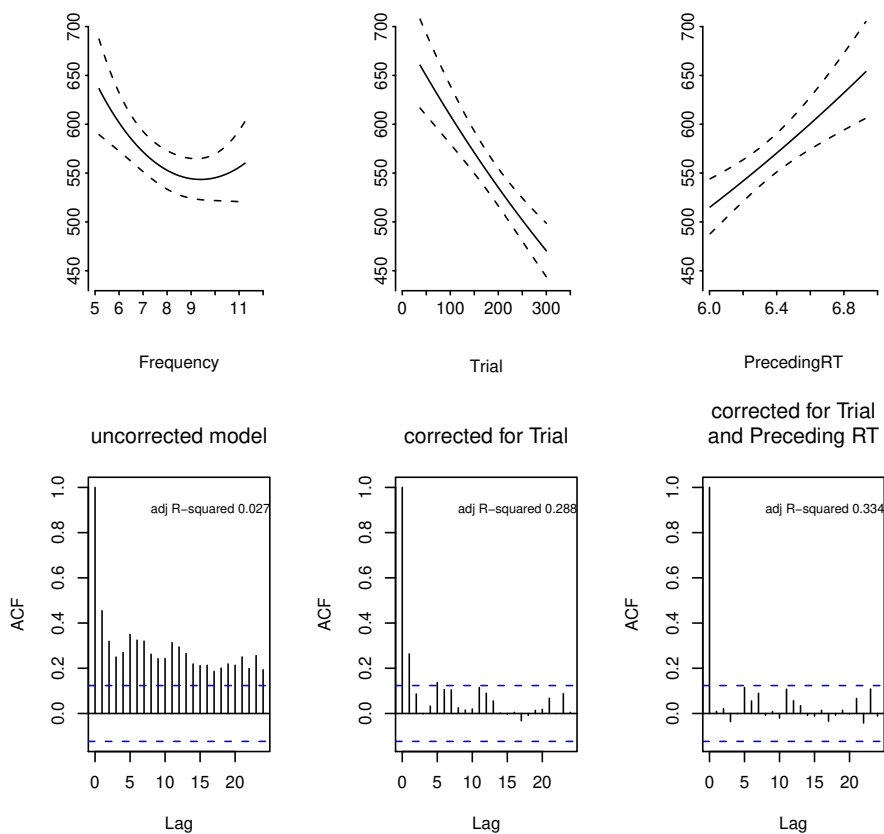 700
650
600
550
500
450
5 6 7 8 9 11
Frequency
700
650
600
550
500
450
0 100 200 300
Trial
700
650
600
550
500
450
6.0 6.4 6.8
PrecedingRT
uncorrected model
adj R−squared 0.027
ACF
1.0
0.8
0.6
0.4
0.2
0.0
0 5 10 15 20
Lag
corrected for Trial
adj R−squared 0.288
ACF
1.0
0.8
0.6
0.4
0.2
0.0
0 5 10 15 20
Lag
corrected for Trial
and Preceding RT
adj R−squared 0.334
ACF
1.0
0.8
0.6
0.4
0.2
0.0
0 5 10 15 20
Lag